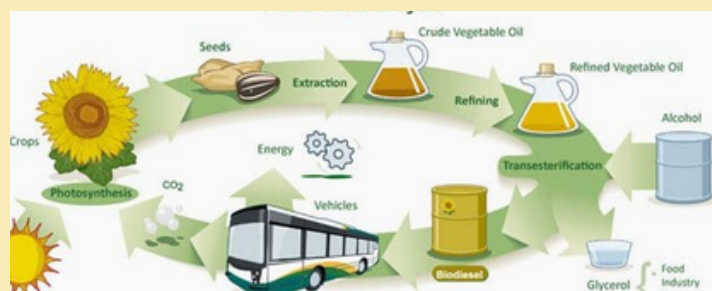 Seeds
Crude Vegetable Oil
Refined Vegetable Oil
Extraction
Refining
Alcohol
Crops
Energy
Transesterification
Photosynthesis
CO2
Vehicles
Biodiesel
Glycerol
Food
Industry